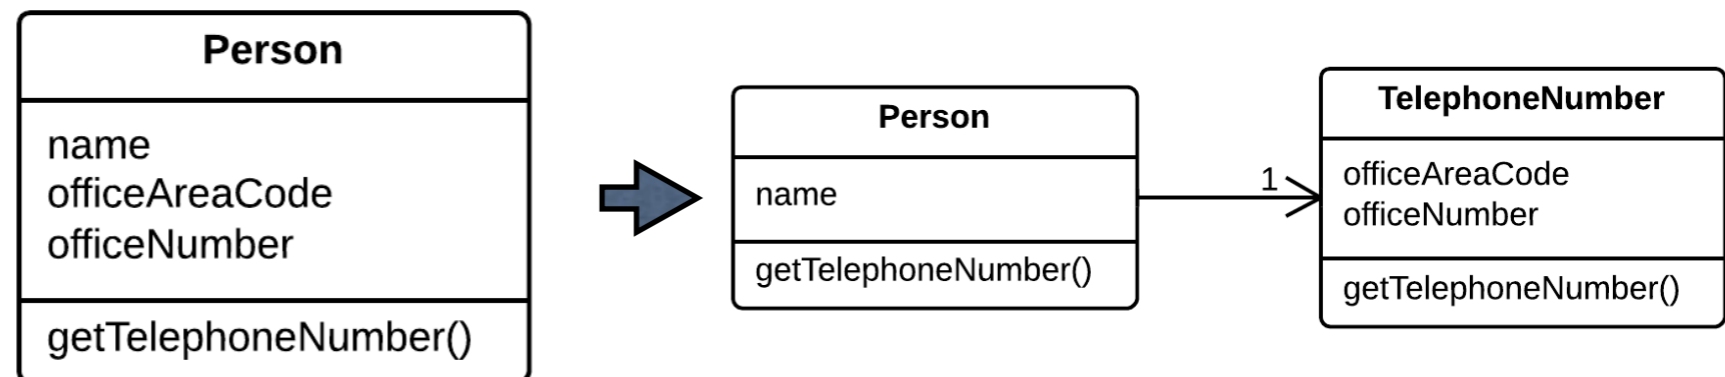 Person
name
officeAreaCode
officeNumber
getTelephoneNumber()
Person
name
getTelephoneNumber()
1
TelephoneNumber
officeAreaCode
officeNumber
getTelephoneNumber()